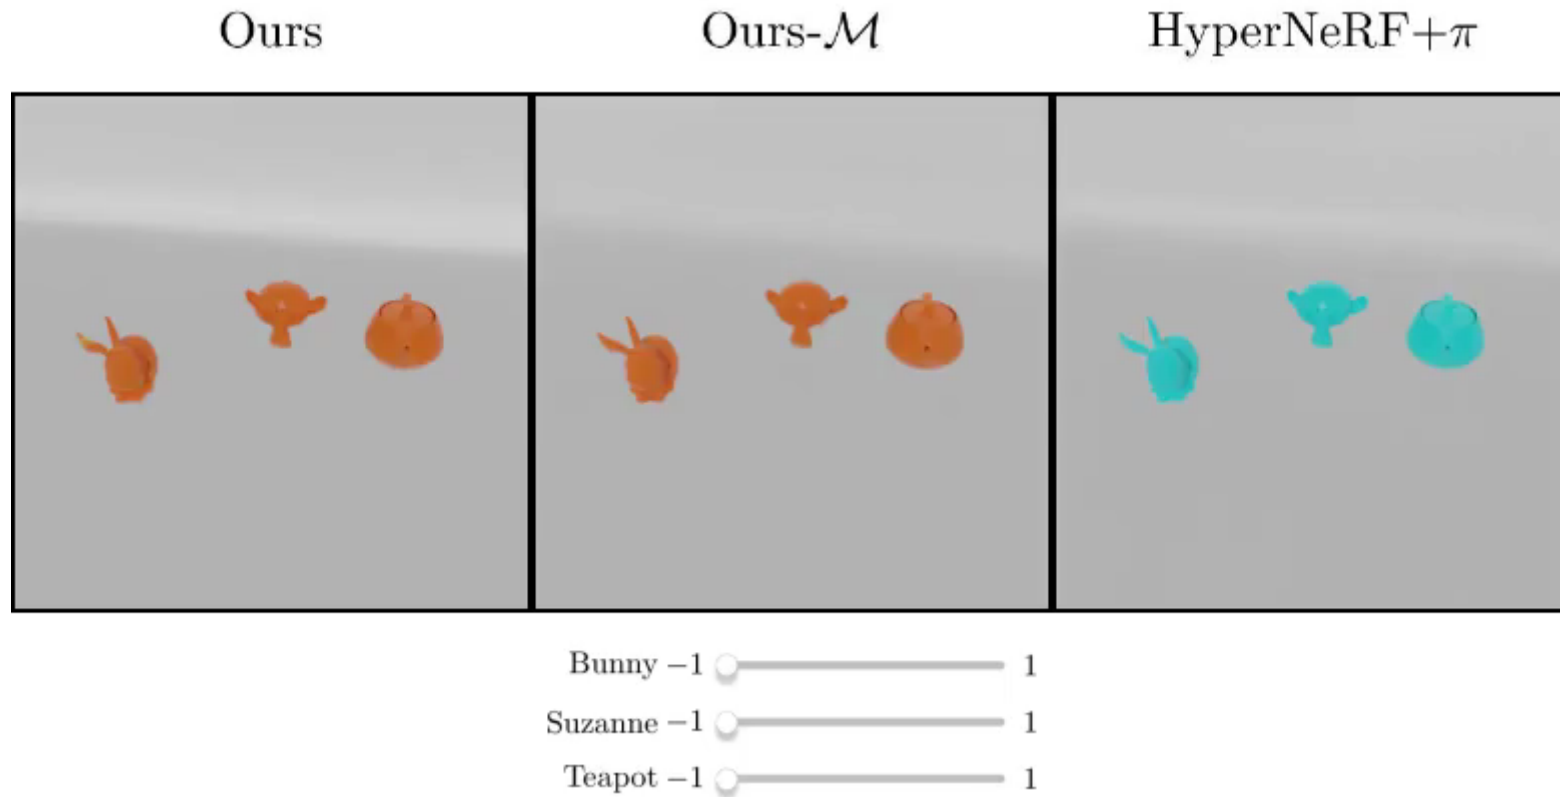 Ours
Ours-ℳ
HyperNeRF+π
Bunny −1 1
Suzanne −1 1
Teapot −1 1